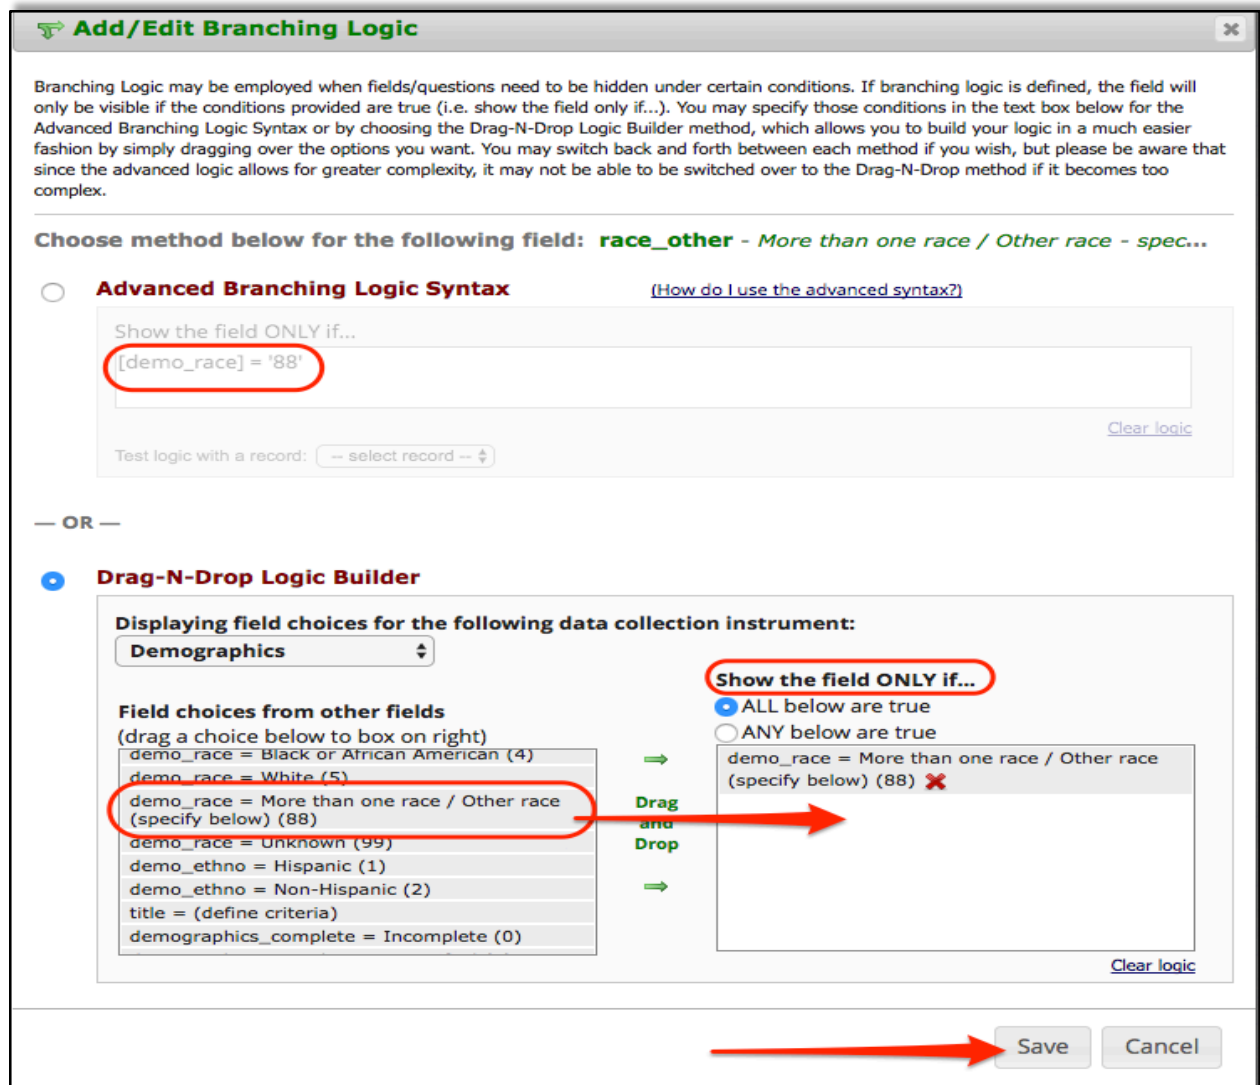 Add/Edit Branching Logic
Branching Logic may be employed when fields/questions need to be hidden under certain conditions. If branching logic is defined, the field will
only be visible if the conditions provided are true (i.e. show the field only if...). You may specify those conditions in the text box below for the
Advanced Branching Logic Syntax or by choosing the Drag-N-Drop Logic Builder method, which allows you to build your logic in a much easier
fashion by simply dragging over the options you want. You may switch back and forth between each method if you wish, but please be aware that
since the advanced logic allows for greater complexity, it may not be able to be switched over to the Drag-N-Drop method if it becomes too
complex.
Choose method below for the following field: race_other - More than one race / Other race - spec...
Advanced Branching Logic Syntax (How do I use the advanced syntax?)
Show the field ONLY if...
[demo_race] = '88'
Clear logic
Test logic with a record: -- select record --
— OR —
Drag-N-Drop Logic Builder
Displaying field choices for the following data collection instrument:
Demographics
Field choices from other fields
(drag a choice below to box on right)
demo_race = Black or African American (4)
demo_race = White (5)
demo_race = More than one race / Other race
(specify below) (88)
demo_race = Unknown (99)
demo_ethno = Hispanic (1)
demo_ethno = Non-Hispanic (2)
title = (define criteria)
demographics_complete = Incomplete (0)
Drag
and
Drop
Show the field ONLY if...
ALL below are true
ANY below are true
demo_race = More than one race / Other race
(specify below) (88)
Clear logic
Save Cancel